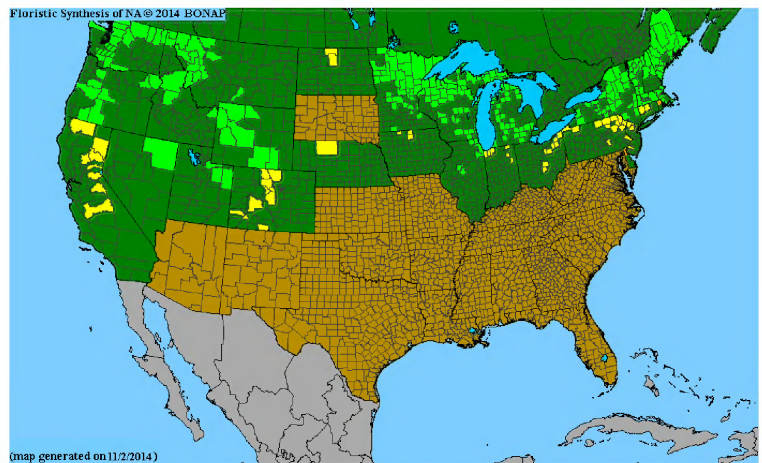 Floristic Synthesis of NA © 2014 BONAP
(map generated on 11/2/2014)